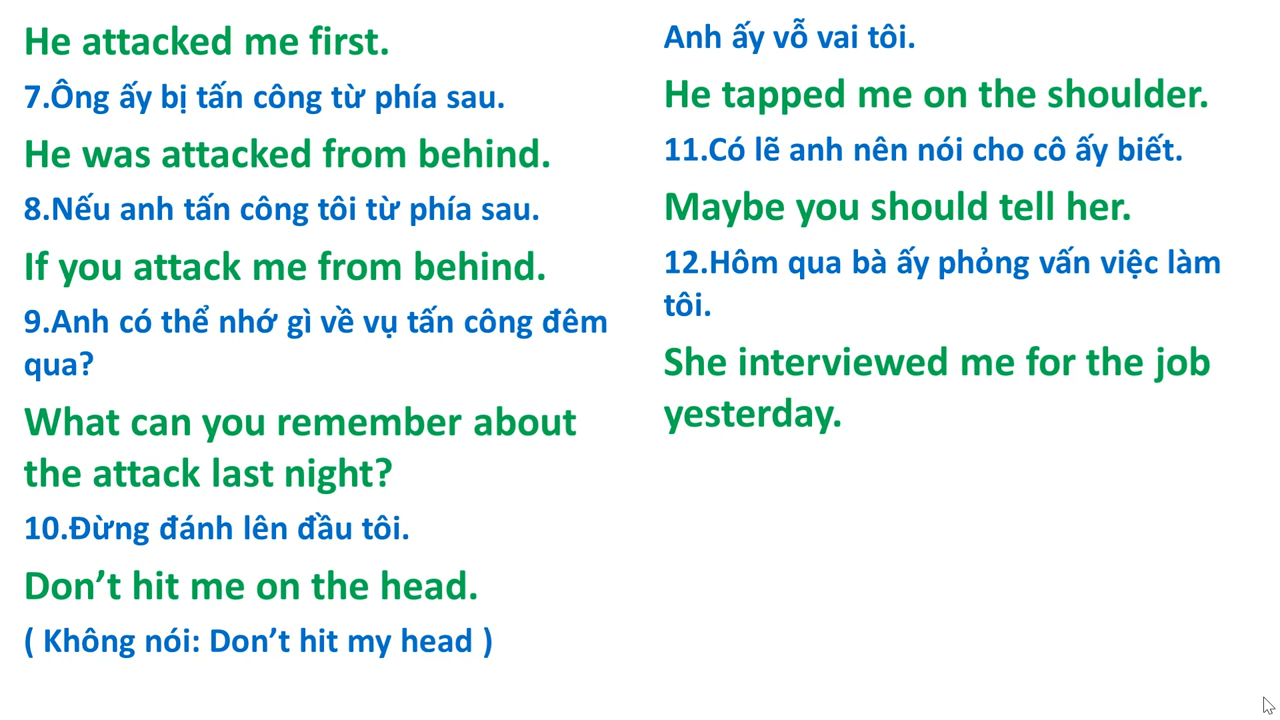 He attacked me first.
7.Ông ấy bị tấn công từ phía sau.
He was attacked from behind.
8.Nếu anh tấn công tôi từ phía sau.
If you attack me from behind.
9.Anh có thể nhớ gì về vụ tấn công đêm
qua?
What can you remember about
the attack last night?
10.Đừng đánh lên đầu tôi.
Don’t hit me on the head.
( Không nói: Don’t hit my head )
Anh ấy vỗ vai tôi.
He tapped me on the shoulder.
11.Có lẽ anh nên nói cho cô ấy biết.
Maybe you should tell her.
12.Hôm qua bà ấy phỏng vấn việc làm
tôi.
She interviewed me for the job
yesterday.